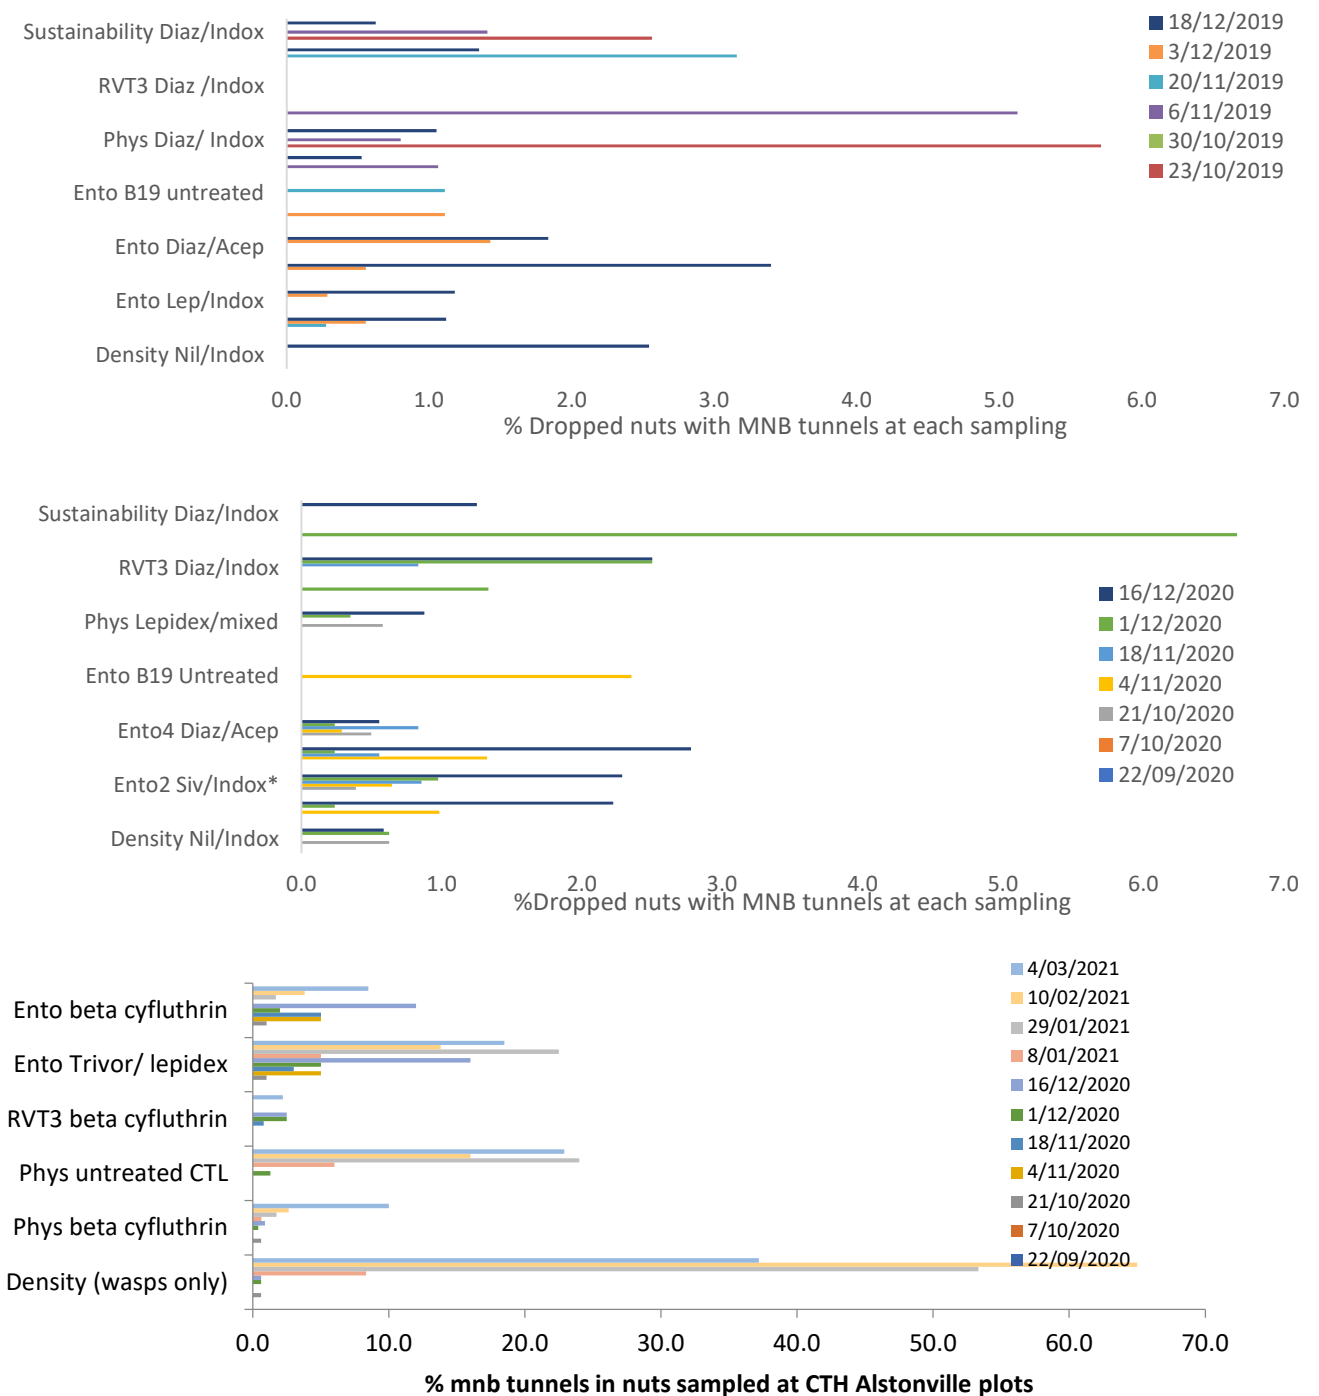 Sustainability Diaz/Indox
RVT3 Diaz /Indox
Phys Diaz/ Indox
Ento B19 untreated
Ento Diaz/Acep
Ento Lep/Indox
Density Nil/Indox
0.0 1.0 2.0 3.0 4.0 5.0 6.0 7.0
% Dropped nuts with MNB tunnels at each sampling
18/12/2019
3/12/2019
20/11/2019
6/11/2019
30/10/2019
23/10/2019
Sustainability Diaz/Indox
RVT3 Diaz/Indox
Phys Lepidex/mixed
Ento B19 Untreated
Ento4 Diaz/Acep
Ento2 Siv/Indox*
Density Nil/Indox
0.0 1.0 2.0 3.0 4.0 5.0 6.0 7.0
%Dropped nuts with MNB tunnels at each sampling
16/12/2020
1/12/2020
18/11/2020
4/11/2020
21/10/2020
7/10/2020
22/09/2020
Ento beta cyfluthrin
Ento Trivor/ lepidex
RVT3 beta cyfluthrin
Phys untreated CTL
Phys beta cyfluthrin
Density (wasps only)
0.0 10.0 20.0 30.0 40.0 50.0 60.0 70.0
% mnb tunnels in nuts sampled at CTH Alstonville plots
4/03/2021
10/02/2021
29/01/2021
8/01/2021
16/12/2020
1/12/2020
18/11/2020
4/11/2020
21/10/2020
7/10/2020
22/09/2020